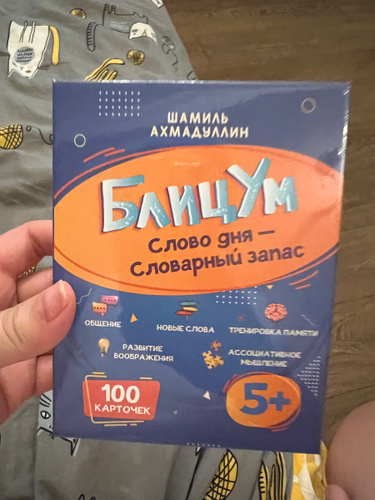 ШАМИЛЬ
АХМАДУЛЛИН
БЛИЦУМ
Слово дня –
Словарный запас
ОБЩЕНИЕ
НОВЫЕ СЛОВА
ТРЕНИРОВКА ПАМЯТИ
РАЗВИТИЕ
ВООБРАЖЕНИЯ
АССОЦИАТИВНОЕ
МЫШЛЕНИЕ
100
КАРТОЧЕК
5+